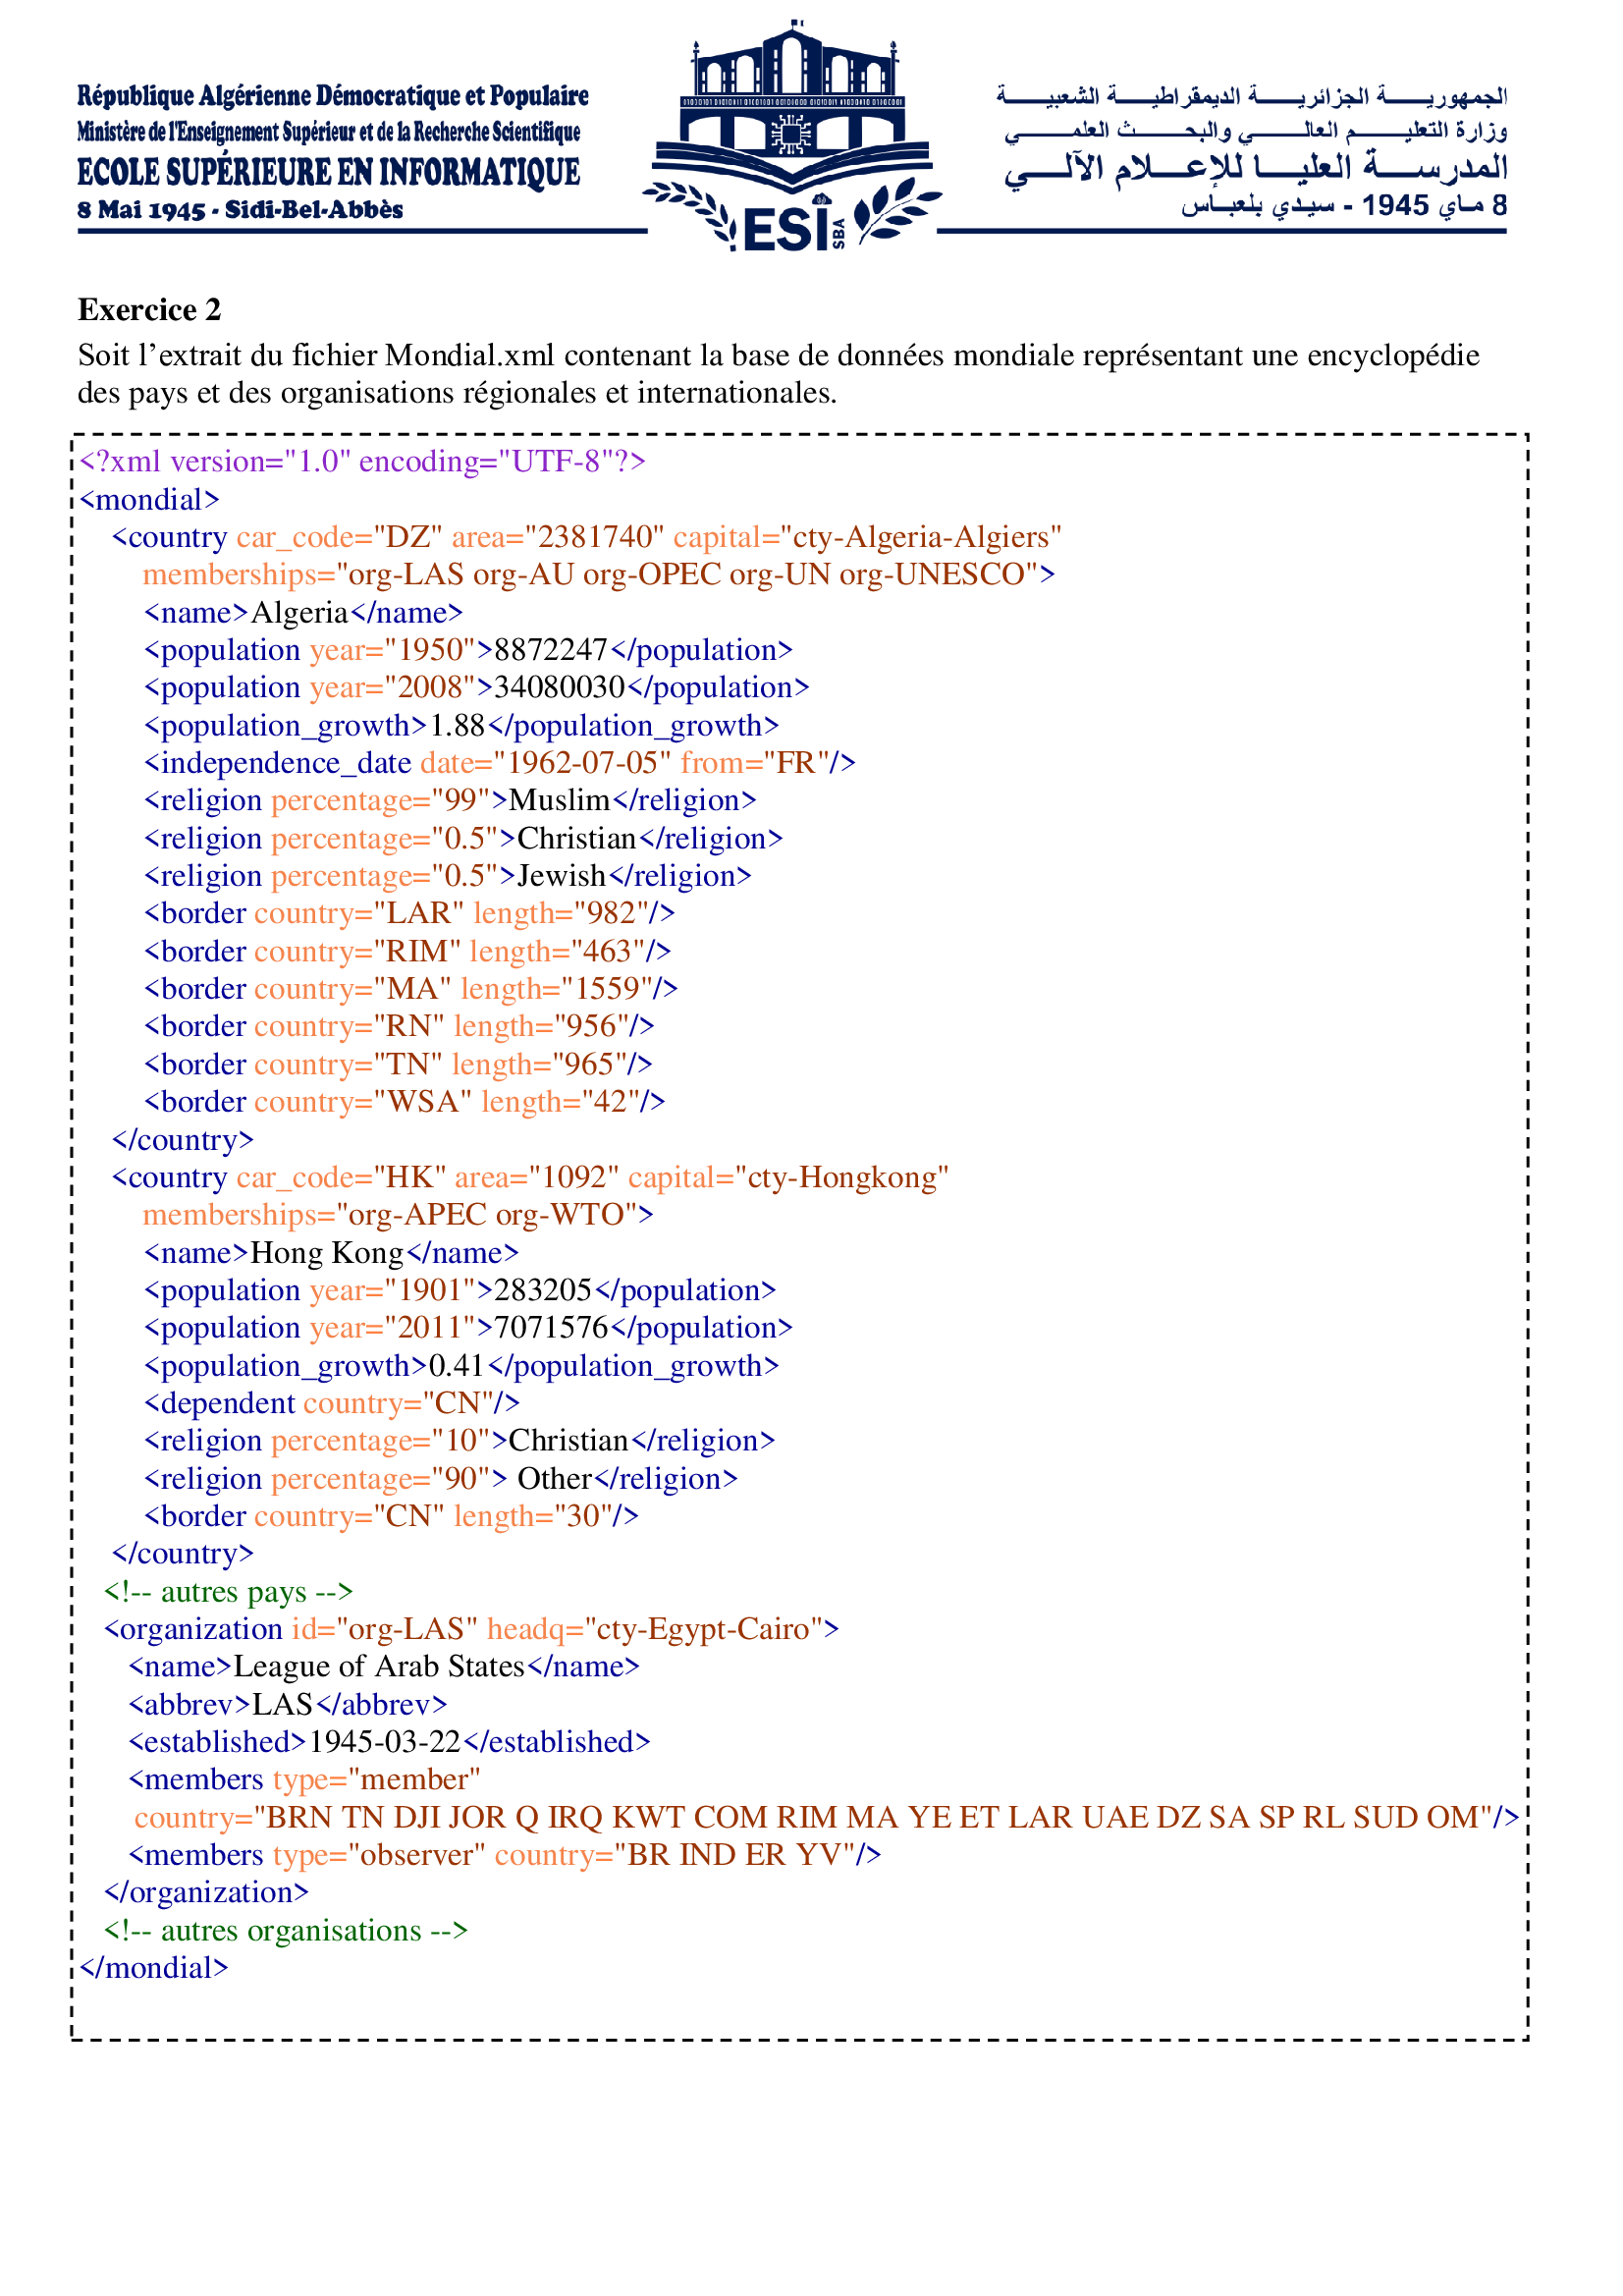 République Algérienne Démocratique et Populaire
Ministère de l'Enseignement Supérieur et de la Recherche Scientifique
ECOLE SUPÉRIEURE EN INFORMATIQUE
8 Mai 1945 - Sidi-Bel-Abbès
ESI SBA
الجمهوريـــــة الجزائريـــــة الديمقراطيـــة الشعبيـــــة
وزارة التعليـــــم العالـــــي والبحـــــث العلمـــــي
المدرســـة العليـــا للإعـــلام الآلـــي
8 مـاي 1945 - سيـدي بلعبـاس
Exercice 2
Soit l’extrait du fichier Mondial.xml contenant la base de données mondiale représentant une encyclopédie
des pays et des organisations régionales et internationales.
<?xml version="1.0" encoding="UTF-8"?>
<mondial>
<country car_code="DZ" area="2381740" capital="cty-Algeria-Algiers"
memberships="org-LAS org-AU org-OPEC org-UN org-UNESCO">
<name>Algeria</name>
<population year="1950">8872247</population>
<population year="2008">34080030</population>
<population_growth>1.88</population_growth>
<independence_date date="1962-07-05" from="FR"/>
<religion percentage="99">Muslim</religion>
<religion percentage="0.5">Christian</religion>
<religion percentage="0.5">Jewish</religion>
<border country="LAR" length="982"/>
<border country="RIM" length="463"/>
<border country="MA" length="1559"/>
<border country="RN" length="956"/>
<border country="TN" length="965"/>
<border country="WSA" length="42"/>
</country>
<country car_code="HK" area="1092" capital="cty-Hongkong"
memberships="org-APEC org-WTO">
<name>Hong Kong</name>
<population year="1901">283205</population>
<population year="2011">7071576</population>
<population_growth>0.41</population_growth>
<dependent country="CN"/>
<religion percentage="10">Christian</religion>
<religion percentage="90"> Other</religion>
<border country="CN" length="30"/>
</country>
<!-- autres pays -->
<organization id="org-LAS" headq="cty-Egypt-Cairo">
<name>League of Arab States</name>
<abbrev>LAS</abbrev>
<established>1945-03-22</established>
<members type="member"
country="BRN TN DJI JOR Q IRQ KWT COM RIM MA YE ET LAR UAE DZ SA SP RL SUD OM"/>
<members type="observer" country="BR IND ER YV"/>
</organization>
<!-- autres organisations -->
</mondial>